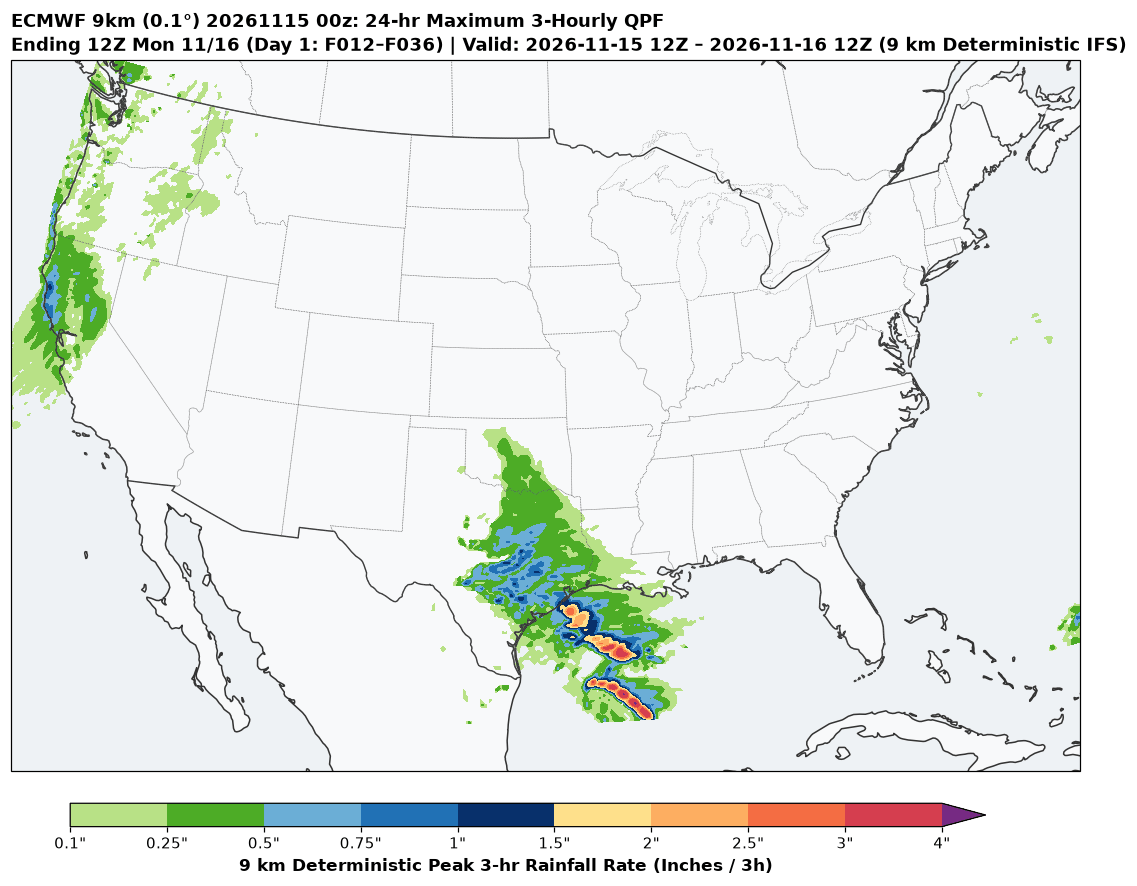 ECMWF 9km (0.1°) 20261115 00z: 24-hr Maximum 3-Hourly QPF
Ending 12Z Mon 11/16 (Day 1: F012–F036) | Valid: 2026-11-15 12Z – 2026-11-16 12Z (9 km Deterministic IFS)
0.1" 0.25" 0.5" 0.75" 1" 1.5" 2" 2.5" 3" 4"
9 km Deterministic Peak 3-hr Rainfall Rate (Inches / 3h)